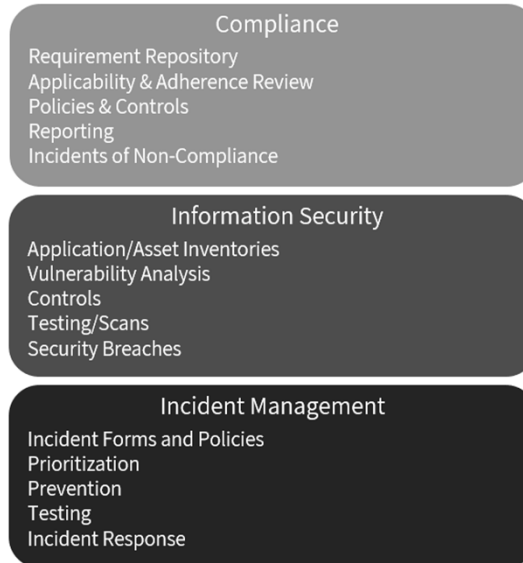 Compliance
Requirement Repository
Applicability & Adherence Review
Policies & Controls
Reporting
Incidents of Non-Compliance
Information Security
Application/Asset Inventories
Vulnerability Analysis
Controls
Testing/Scans
Security Breaches
Incident Management
Incident Forms and Policies
Prioritization
Prevention
Testing
Incident Response